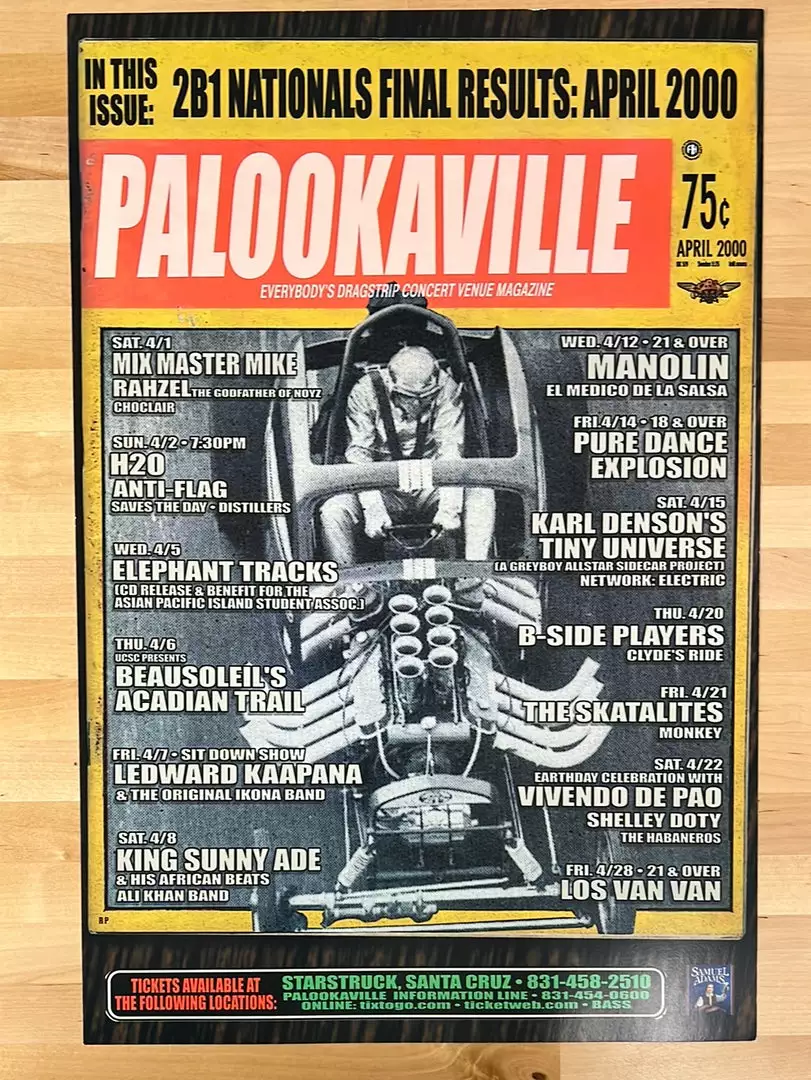 IN THIS
ISSUE:
2B1 NATIONALS FINAL RESULTS: APRIL 2000
PALOOKAVILLE
EVERYBODY'S DRAGSTRIP CONCERT VENUE MAGAZINE
75¢
APRIL 2000
SAT. 4/1
MIX MASTER MIKE
RAHZEL THE GODFATHER OF NOYZ
CHOCLAIR
SUN. 4/2 • 7:30PM
H2O
ANTI-FLAG
SAVES THE DAY • DISTILLERS
WED. 4/5
ELEPHANT TRACKS
(CD RELEASE & BENEFIT FOR THE
ASIAN PACIFIC ISLAND STUDENT ASSOC.)
THU. 4/6
UCSC PRESENTS
BEAUSOLEIL'S
ACADIAN TRAIL
FRI. 4/7 • SIT DOWN SHOW
LEDWARD KAAPANA
& THE ORIGINAL IKONA BAND
SAT. 4/8
KING SUNNY ADE
& HIS AFRICAN BEATS
ALI KHAN BAND
WED. 4/12 • 21 & OVER
MANOLIN
EL MEDICO DE LA SALSA
FRI. 4/14 • 18 & OVER
PURE DANCE
EXPLOSION
SAT. 4/15
KARL DENSON'S
TINY UNIVERSE
(A GREYBOY ALLSTAR SIDECAR PROJECT)
NETWORK: ELECTRIC
THU. 4/20
B-SIDE PLAYERS
CLYDE'S RIDE
FRI. 4/21
THE SKATALITES
MONKEY
SAT. 4/22
EARTHDAY CELEBRATION WITH
VIVENDO DE PAO
SHELLEY DOTY
THE HABANEROS
FRI. 4/28 • 21 & OVER
LOS VAN VAN
RP
TICKETS AVAILABLE AT
THE FOLLOWING LOCATIONS:
STARSTRUCK, SANTA CRUZ • 831-458-2510
PALOOKAVILLE INFORMATION LINE • 831-454-0600
ONLINE: tixtogo.com • ticketweb.com • BASS
SAMUEL
ADAMS